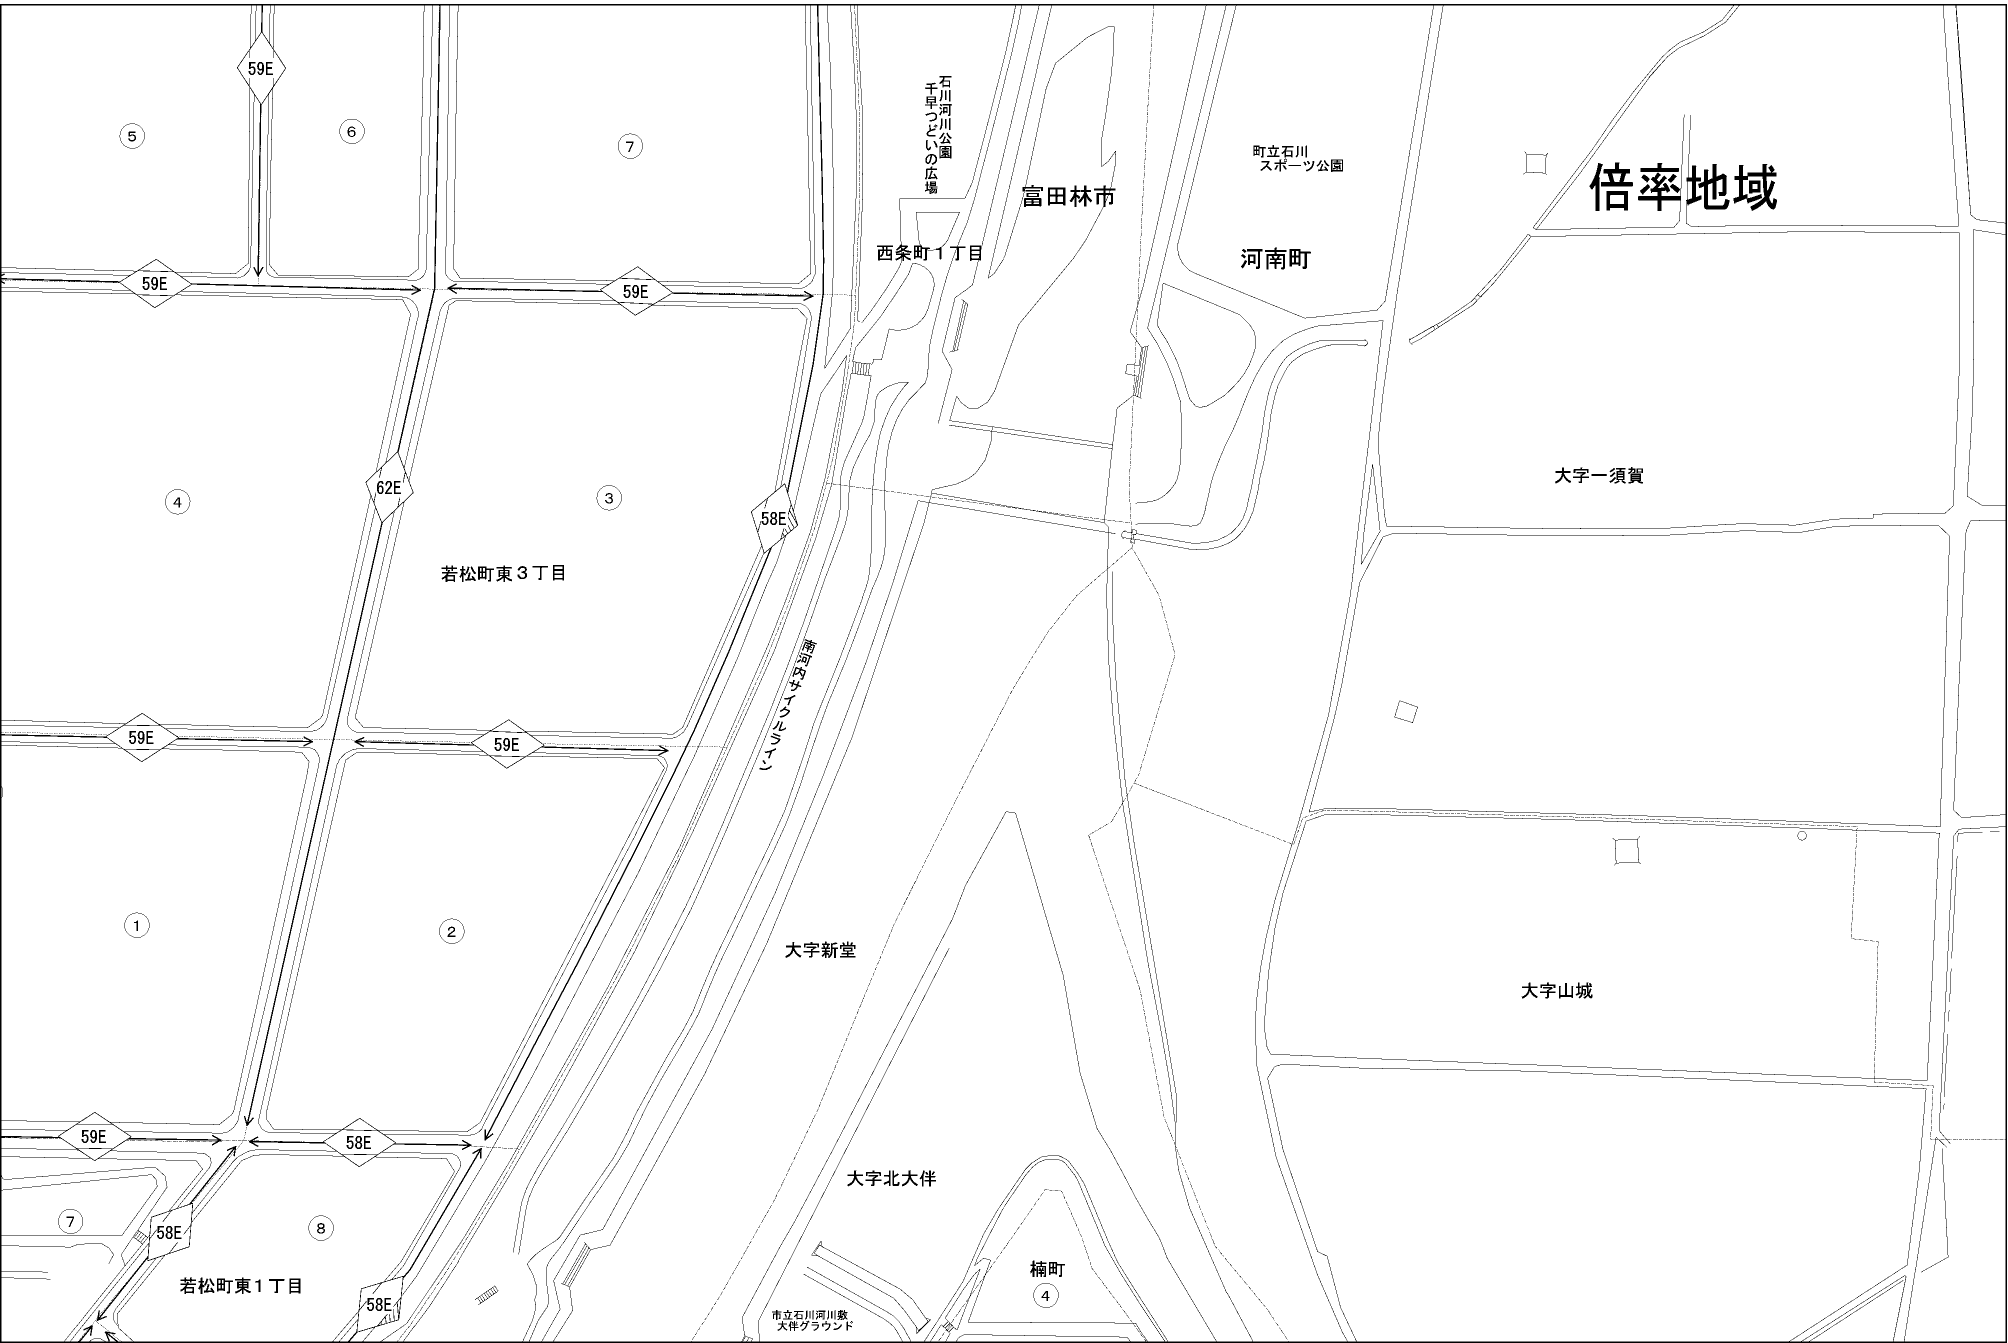 59E
⑤
⑥
⑦
石川河川公園
千早つどいの広場
富田林市
町立石川
スポーツ公園
倍率地域
西条町１丁目
河南町
59E
59E
④
62E
③
58E
大字一須賀
若松町東３丁目
南河内サイクルライン
59E
59E
①
②
大字新堂
大字山城
59E
58E
大字北大伴
⑦
58E
⑧
若松町東１丁目
58E
楠町
④
市立石川河川敷
大伴グラウンド